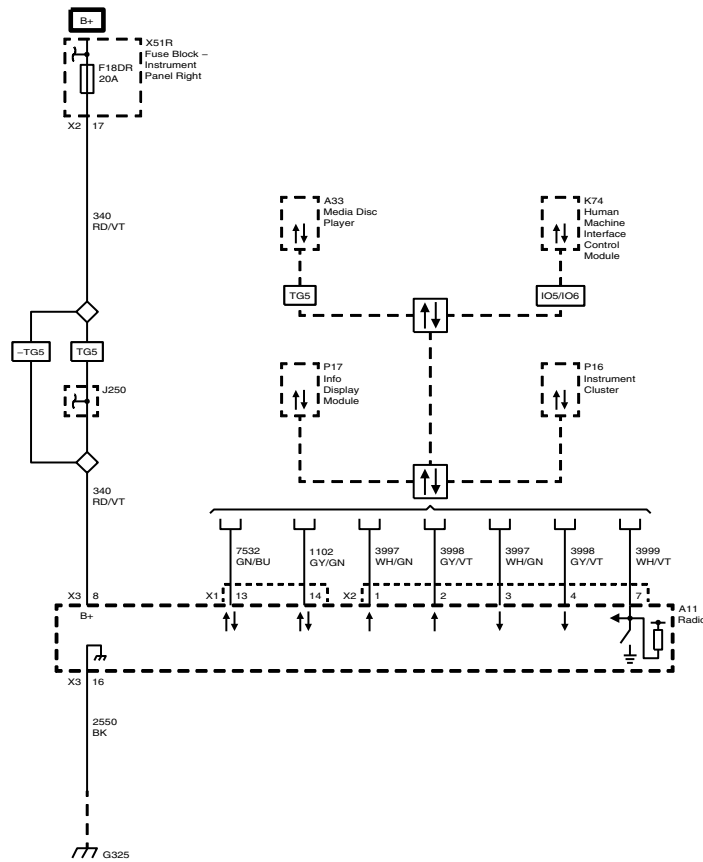 B+
X51R
Fuse Block –
Instrument
Panel Right
F18DR
20A
X2 17
340
RD/VT
A33
Media Disc
Player
K74
Human
Machine
Interface
Control
Module
TG5
IO5/IO6
–TG5
TG5
J250
P17
Info
Display
Module
P16
Instrument
Cluster
340
RD/VT
7532
GN/BU
1102
GY/GN
3997
WH/GN
3998
GY/VT
3997
WH/GN
3998
GY/VT
3999
WH/VT
X3 8
X1 13
14
X2 1
2
3
4
7
A11
Radio
B+
X3 16
2550
BK
G325